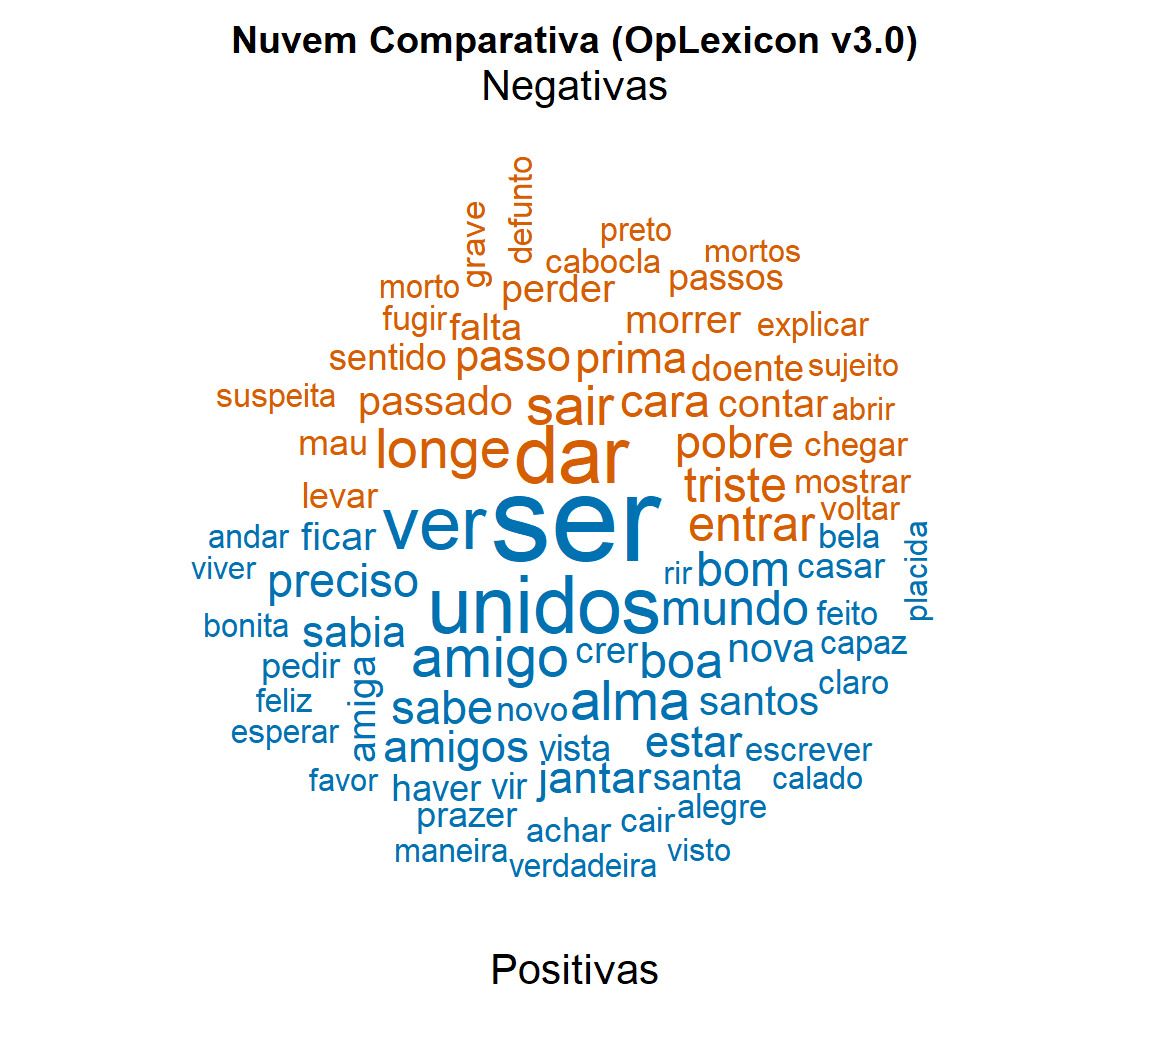 Nuvem Comparativa (OpLexicon v3.0)
Negativas
defunto
grave
preto
mortos
cabocla
passos
morto
perder
fugir
falta
morrer
explicar
sentido
passo
prima
doente
sujeito
suspeita
passado
sair
cara
contar
abrir
mau
longe
dar
pobre
chegar
levar
triste
mostrar
entrar
voltar
andar
ficar
ver
ser
bela
placida
viver
preciso
rir
bom
casar
unidos
mundo
feito
bonita
sabia
pedir
amigo
crer
boa
nova
capaz
feliz
amiga
sabe
novo
alma
santos
claro
esperar
amigos
vista
estar
escrever
favor
haver
vir
jantar
santa
calado
prazer
achar
cair
alegre
maneira
verdadeira
visto
Positivas